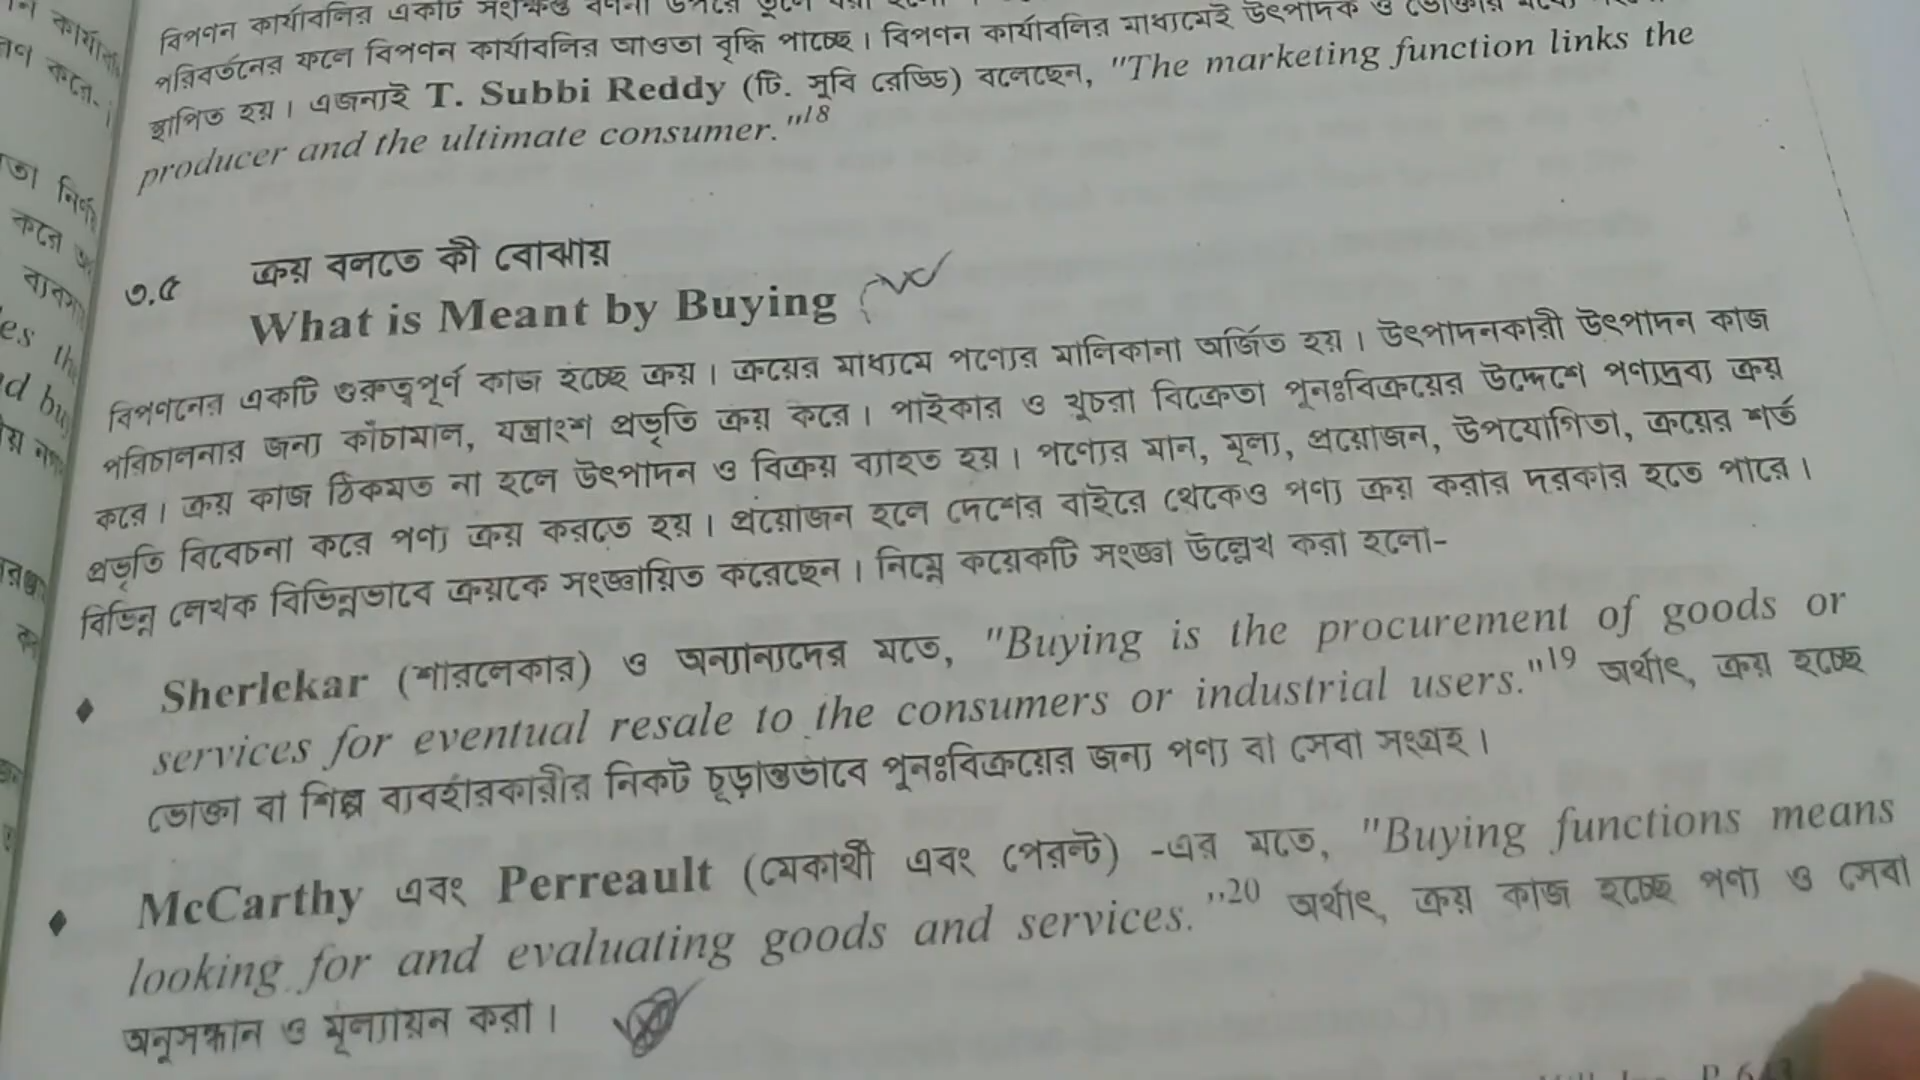 কার্যাবলি
করে।
তা নির্ণয়
করে
বিপণন কার্যাবলির একটি সংক্ষিপ্ত বর্ণনা উপরে তুলে ধরা হলো।
পরিবর্তনের ফলে বিপণন কার্যাবলির আওতা বৃদ্ধি পাচ্ছে। বিপণন কার্যাবলির মাধ্যমেই উৎপাদক ও ভোক্তার মধ্যে
স্থাপিত হয়। এজন্যই T. Subbi Reddy (টি. সুবি রেড্ডি) বলেছেন, "The marketing function links the
producer and the ultimate consumer."18
৩.৫ ক্রয় বলতে কী বোঝায়
What is Meant by Buying
বিপণনের একটি গুরুত্বপূর্ণ কাজ হচ্ছে ক্রয়। ক্রয়ের মাধ্যমে পণ্যের মালিকানা অর্জিত হয়। উৎপাদনকারী উৎপাদন কাজ
পরিচালনার জন্য কাঁচামাল, যন্ত্রাংশ প্রভৃতি ক্রয় করে। পাইকার ও খুচরা বিক্রেতা পুনঃবিক্রয়ের উদ্দেশে পণ্যদ্রব্য ক্রয়
করে। ক্রয় কাজ ঠিকমত না হলে উৎপাদন ও বিক্রয় ব্যাহত হয়। পণ্যের মান, মূল্য, প্রয়োজন, উপযোগিতা, ক্রয়ের শর্ত
প্রভৃতি বিবেচনা করে পণ্য ক্রয় করতে হয়। প্রয়োজন হলে দেশের বাইরে থেকেও পণ্য ক্রয় করার দরকার হতে পারে।
বিভিন্ন লেখক বিভিন্নভাবে ক্রয়কে সংজ্ঞায়িত করেছেন। নিম্নে কয়েকটি সংজ্ঞা উল্লেখ করা হলো-
♦ Sherlekar (শারলেকার) ও অন্যান্যদের মতে, "Buying is the procurement of goods or
services for eventual resale to the consumers or industrial users."19 অর্থাৎ, ক্রয় হচ্ছে
ভোক্তা বা শিল্প ব্যবহারকারীর নিকট চূড়ান্তভাবে পুনঃবিক্রয়ের জন্য পণ্য বা সেবা সংগ্রহ।
♦ McCarthy এবং Perreault (মেকার্থী এবং পেরল্ট) -এর মতে, "Buying functions means
looking for and evaluating goods and services."20 অর্থাৎ, ক্রয় কাজ হচ্ছে পণ্য ও সেবা
অনুসন্ধান ও মূল্যায়ন করা।